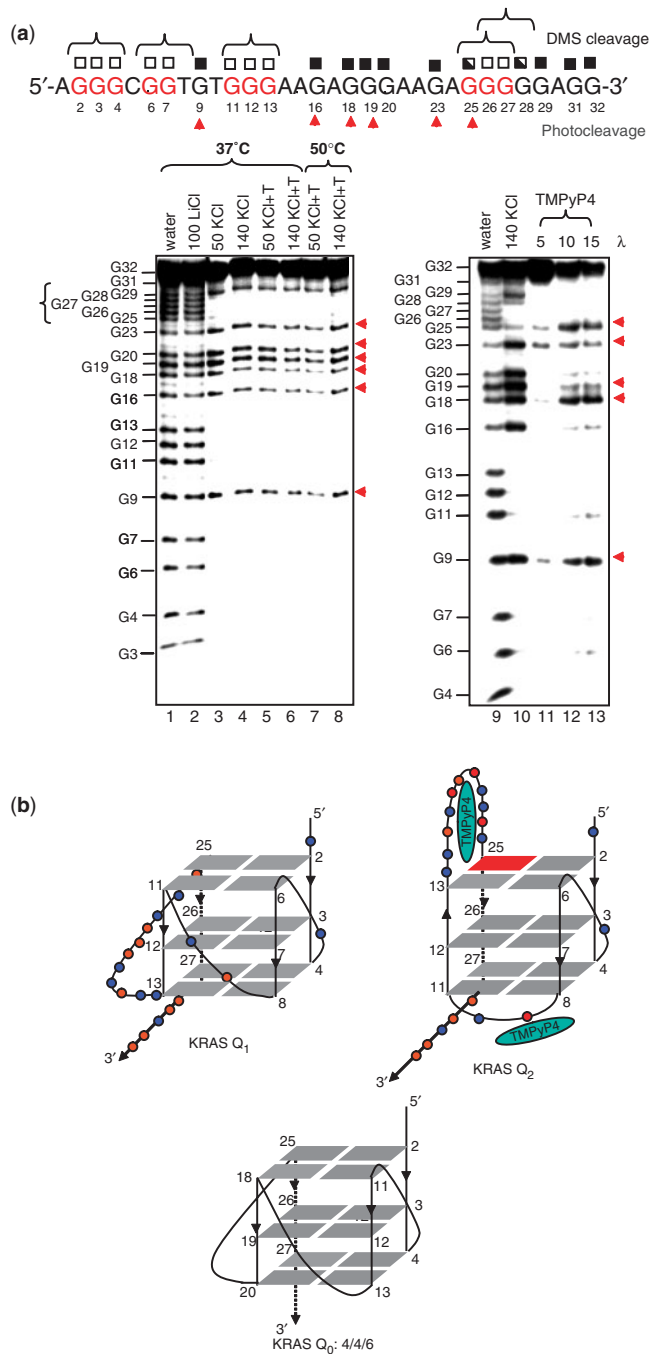 (a)
DMS cleavage
5′-AGGGCGGTGTGGGAAGAGGGAAGAGGGGGAGG-3′
2 3 4 6 7 9 11 12 13 16 18 19 20 23 25 26 27 28 29 31 32
Photocleavage
37°C 50°C
water
100 LiCl
50 KCl
140 KCl
50 KCl+T
140 KCl+T
50 KCl+T
140 KCl+T
G32
G31
G29
G28
G27
G26
G25
G23
G20
G19
G18
G16
G13
G12
G11
G9
G7
G6
G4
G3
1 2 3 4 5 6 7 8
TMPyP4
water
140 KCl
5 10 15 λ
G32
G31
G29
G28
G27
G26
G25
G23
G20
G19
G18
G16
G13
G12
G11
G9
G7
G6
G4
9 10 11 12 13
(b)
5′
25
2
11
6
26
3
12
7
27
4
13
8
3′
KRAS Q1
TMPyP4
5′
25
2
13
6
26
3
12
7
27
4
11
8
TMPyP4
3′
KRAS Q2
5′
25
2
18
11
26
3
19
12
27
4
20
13
3′
KRAS Q0: 4/4/6